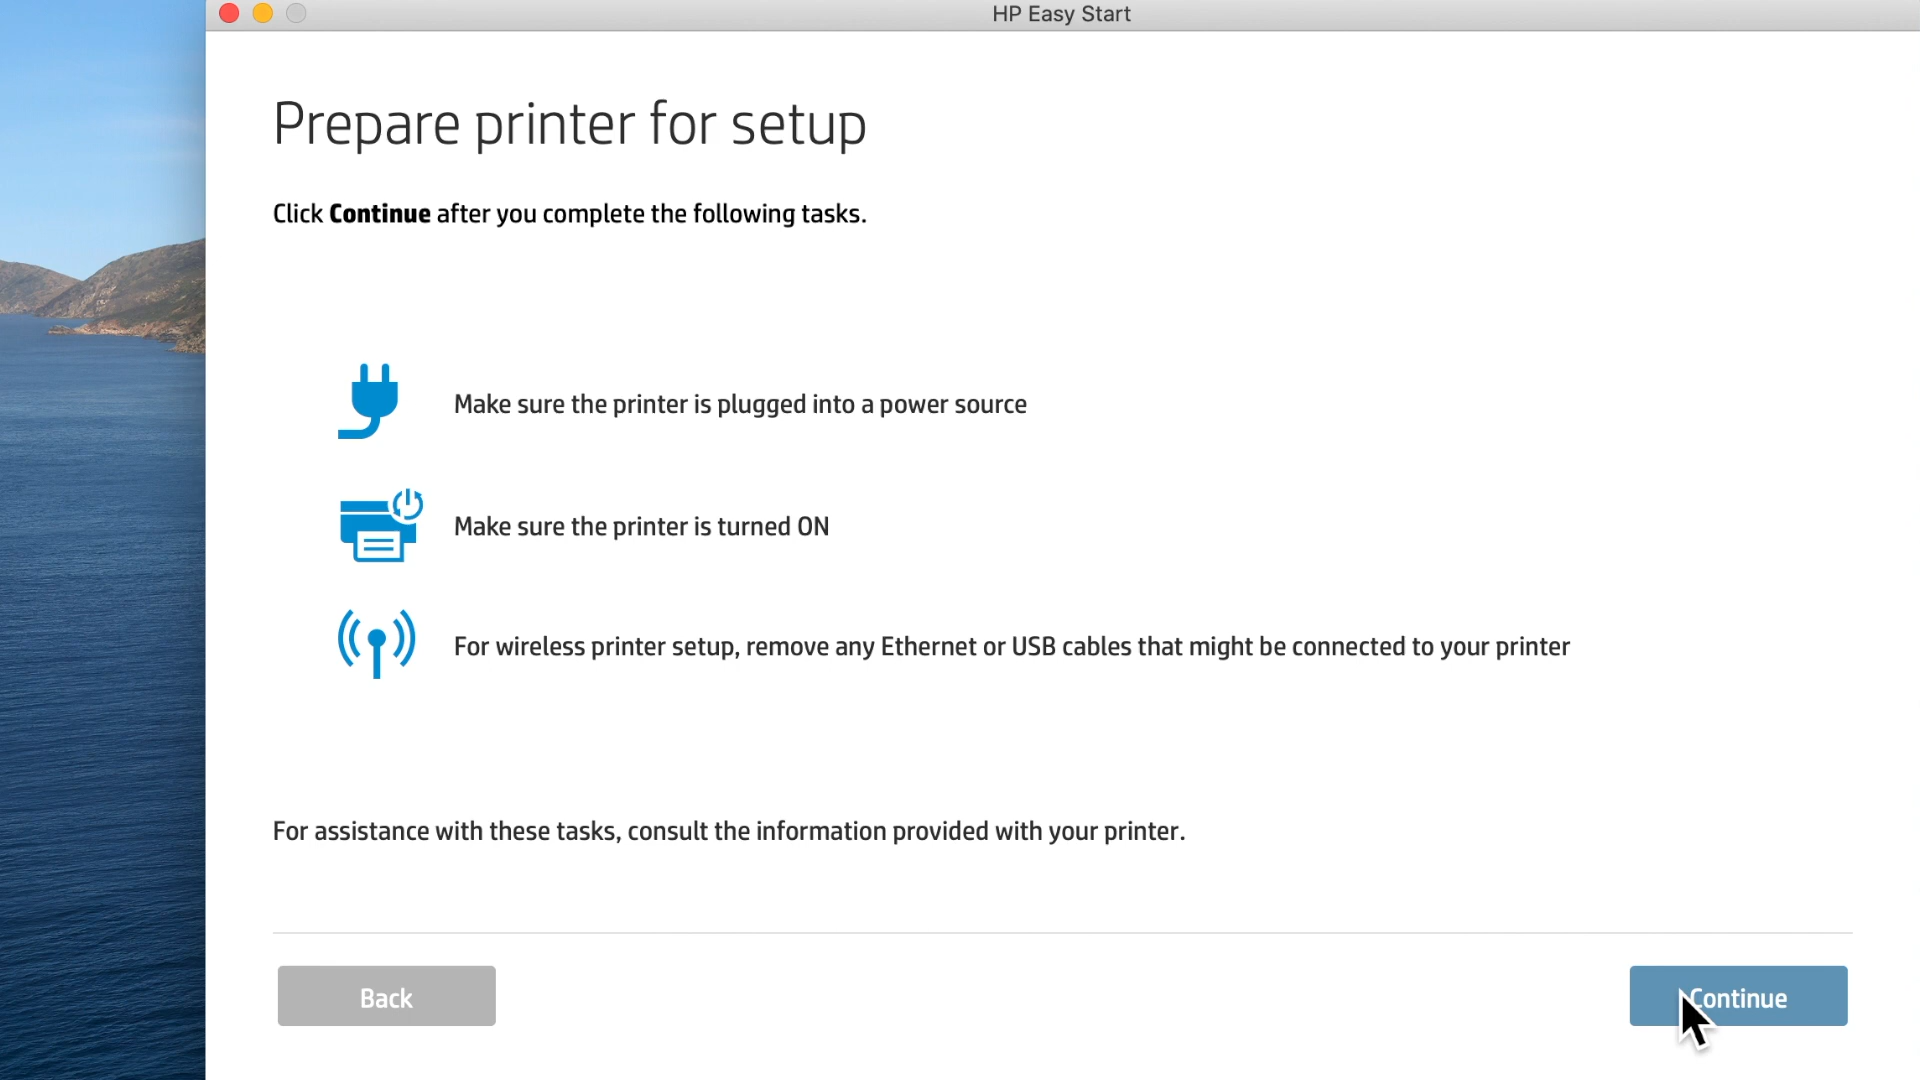 HP Easy Start
Prepare printer for setup
Click Continue after you complete the following tasks.
Make sure the printer is plugged into a power source
Make sure the printer is turned ON
For wireless printer setup, remove any Ethernet or USB cables that might be connected to your printer
For assistance with these tasks, consult the information provided with your printer.
Back
Continue